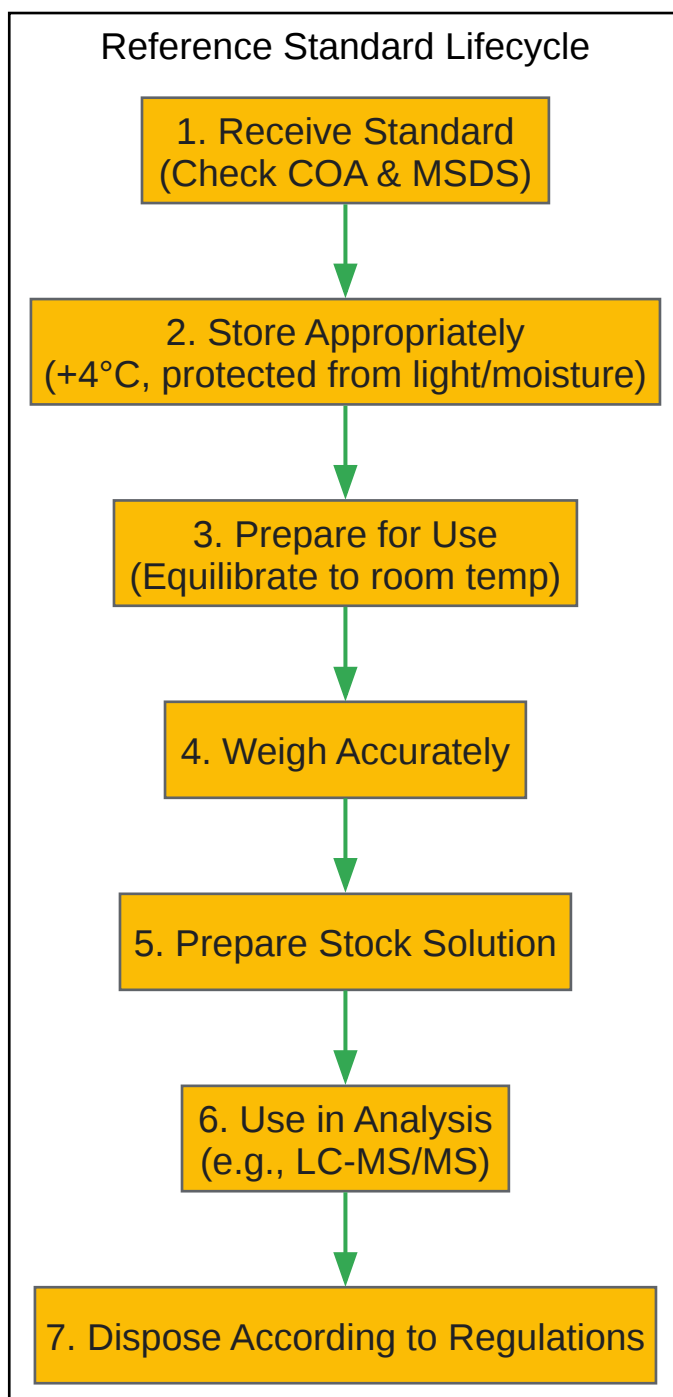 Reference Standard Lifecycle
1. Receive Standard
(Check COA & MSDS)
2. Store Appropriately
(+4°C, protected from light/moisture)
3. Prepare for Use
(Equilibrate to room temp)
4. Weigh Accurately
5. Prepare Stock Solution
6. Use in Analysis
(e.g., LC-MS/MS)
7. Dispose According to Regulations